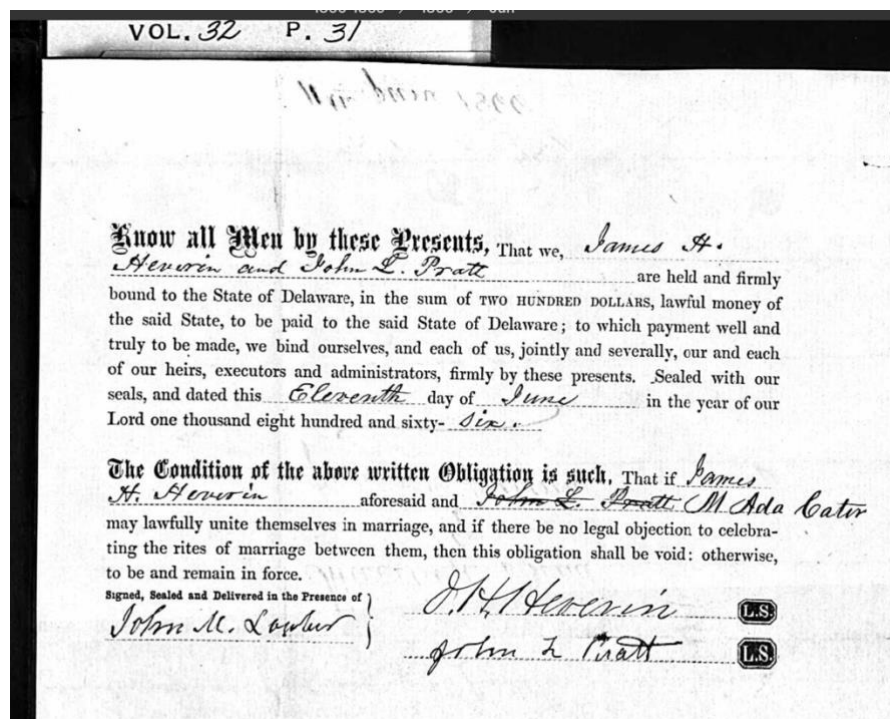 VOL. 32 P. 31
Know all Men by these Presents, That we, James H.
Heverin and John L. Pratt are held and firmly
bound to the State of Delaware, in the sum of TWO HUNDRED DOLLARS, lawful money of
the said State, to be paid to the said State of Delaware; to which payment well and
truly to be made, we bind ourselves, and each of us, jointly and severally, our and each
of our heirs, executors and administrators, firmly by these presents. Sealed with our
seals, and dated this Eleventh day of June in the year of our
Lord one thousand eight hundred and sixty- six.
The Condition of the above written Obligation is such, That if James
H. Heverin aforesaid and John L. Pratt M Ada Cater
may lawfully unite themselves in marriage, and if there be no legal objection to celebra-
ting the rites of marriage between them, then this obligation shall be void: otherwise,
to be and remain in force.
Signed, Sealed and Delivered in the Presence of
J H Heverin L.S
John M. Lowber
John L Pratt L.S.